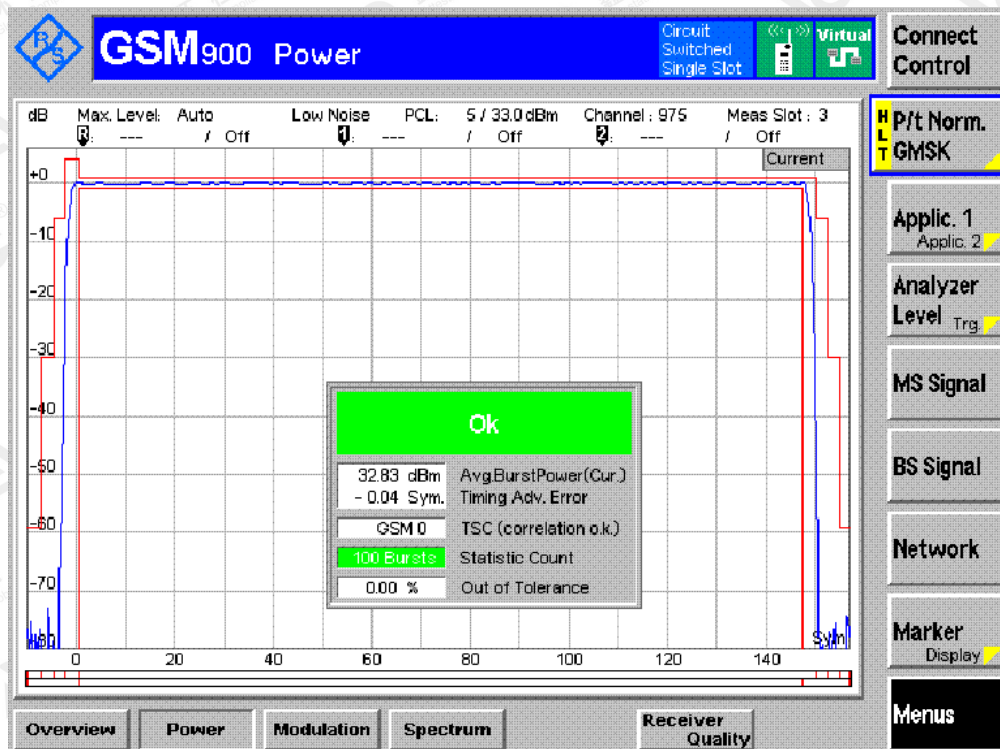 R&S
GSM900 Power
Circuit Switched Single Slot
Virtual
Connect Control
dB Max. Level: Auto Low Noise PCL: 5 / 33.0 dBm Channel : 975 Meas Slot : 3
R: --- / Off 1: --- / Off 2: --- / Off
Current
H L T P/t Norm. GMSK
Applic. 1
Applic. 2
Analyzer Level Trg.
MS Signal
BS Signal
Network
Marker
Display
Menus
+0
-10
-20
-30
-40
-50
-60
-70
-80
Ok
32.83 dBm Avg.BurstPower(Cur.)
- 0.04 Sym. Timing Adv. Error
GSM 0 TSC (correlation o.k.)
100 Bursts Statistic Count
0.00 % Out of Tolerance
Sym
0 20 40 60 80 100 120 140
Overview Power Modulation Spectrum Receiver Quality